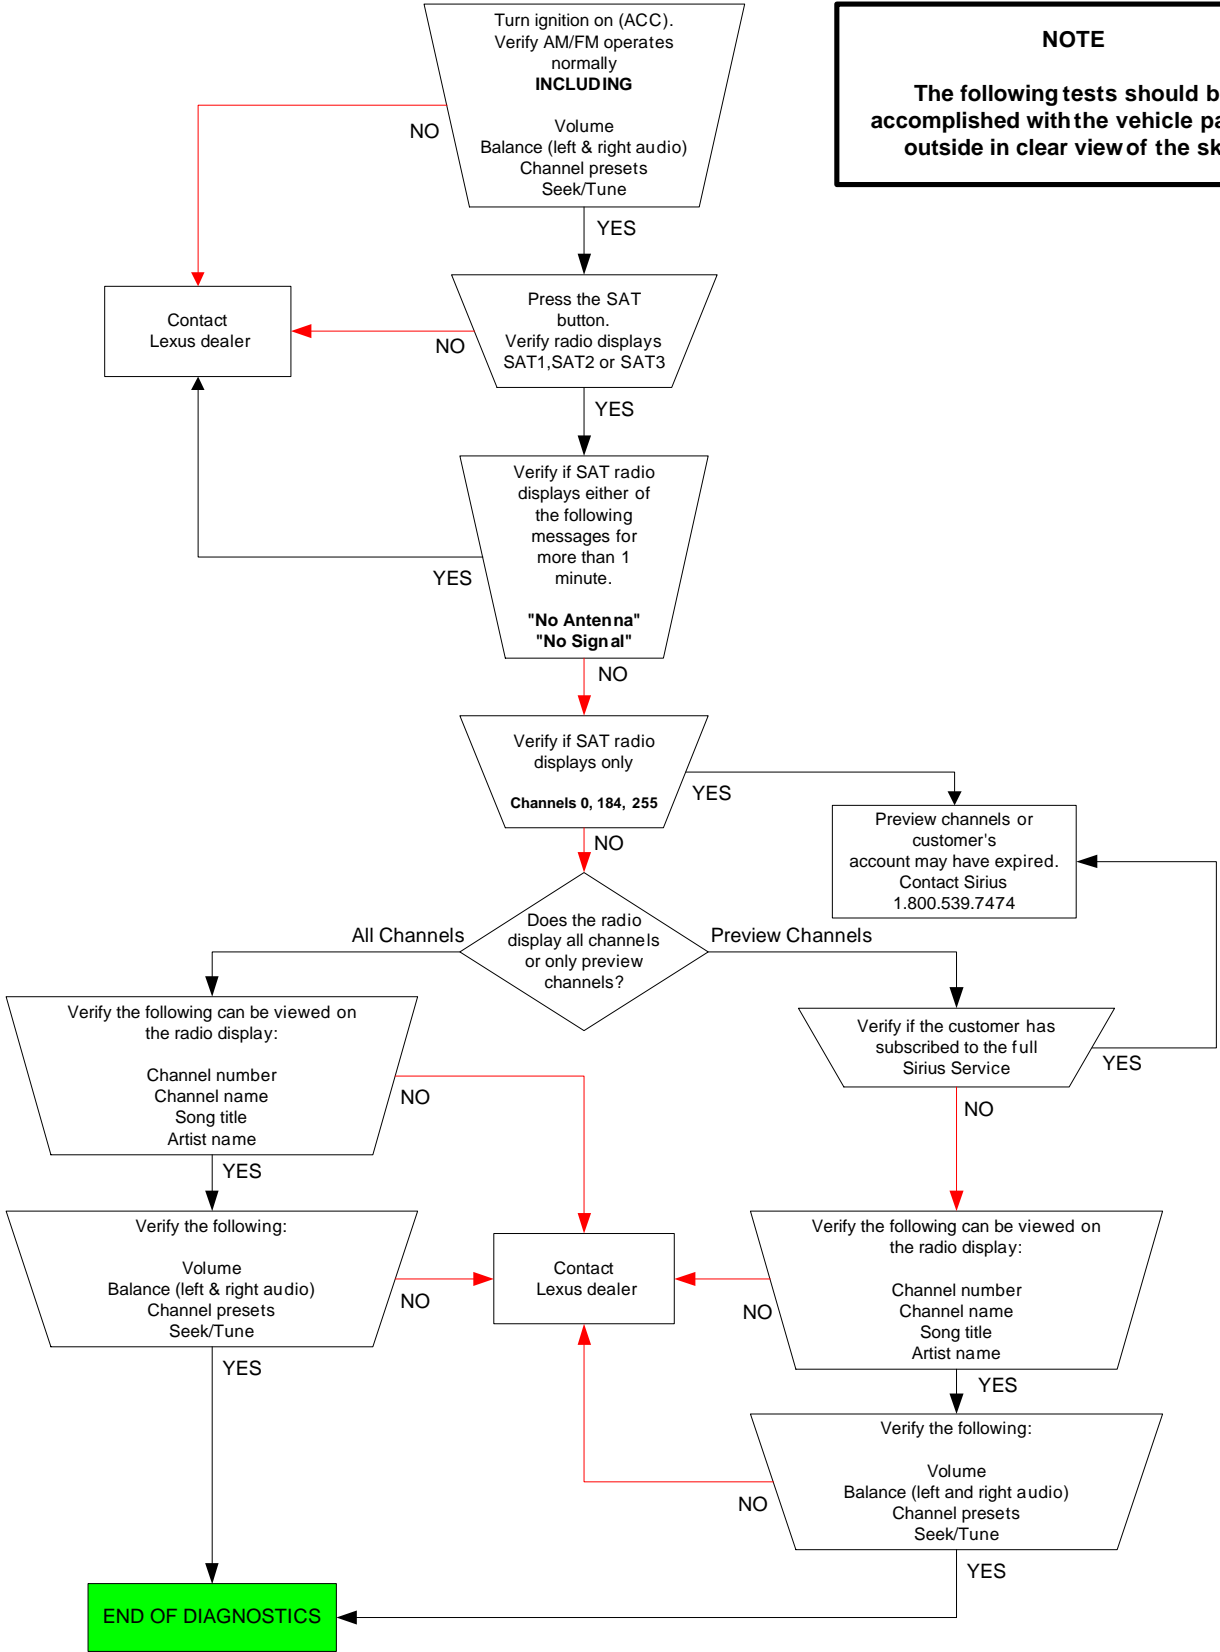 Turn ignition on (ACC).
Verify AM/FM operates
normally
INCLUDING
Volume
Balance (left & right audio)
Channel presets
Seek/Tune
NOTE
The following tests should b
accomplished with the vehicle pa
outside in clear view of the sk
NO
YES
Contact
Lexus dealer
Press the SAT
button.
Verify radio displays
SAT1,SAT2 or SAT3
NO
YES
Verify if SAT radio
displays either of
the following
messages for
more than 1
minute.
"No Antenna"
"No Signal"
YES
NO
Verify if SAT radio
displays only
Channels 0, 184, 255
YES
NO
Preview channels or
customer's
account may have expired.
Contact Sirius
1.800.539.7474
Does the radio
display all channels
or only preview
channels?
All Channels
Preview Channels
Verify the following can be viewed on
the radio display:
Channel number
Channel name
Song title
Artist name
NO
YES
Verify if the customer has
subscribed to the full
Sirius Service
YES
NO
Verify the following:
Volume
Balance (left & right audio)
Channel presets
Seek/Tune
NO
YES
Contact
Lexus dealer
Verify the following can be viewed on
the radio display:
Channel number
Channel name
Song title
Artist name
NO
YES
Verify the following:
Volume
Balance (left and right audio)
Channel presets
Seek/Tune
NO
YES
END OF DIAGNOSTICS